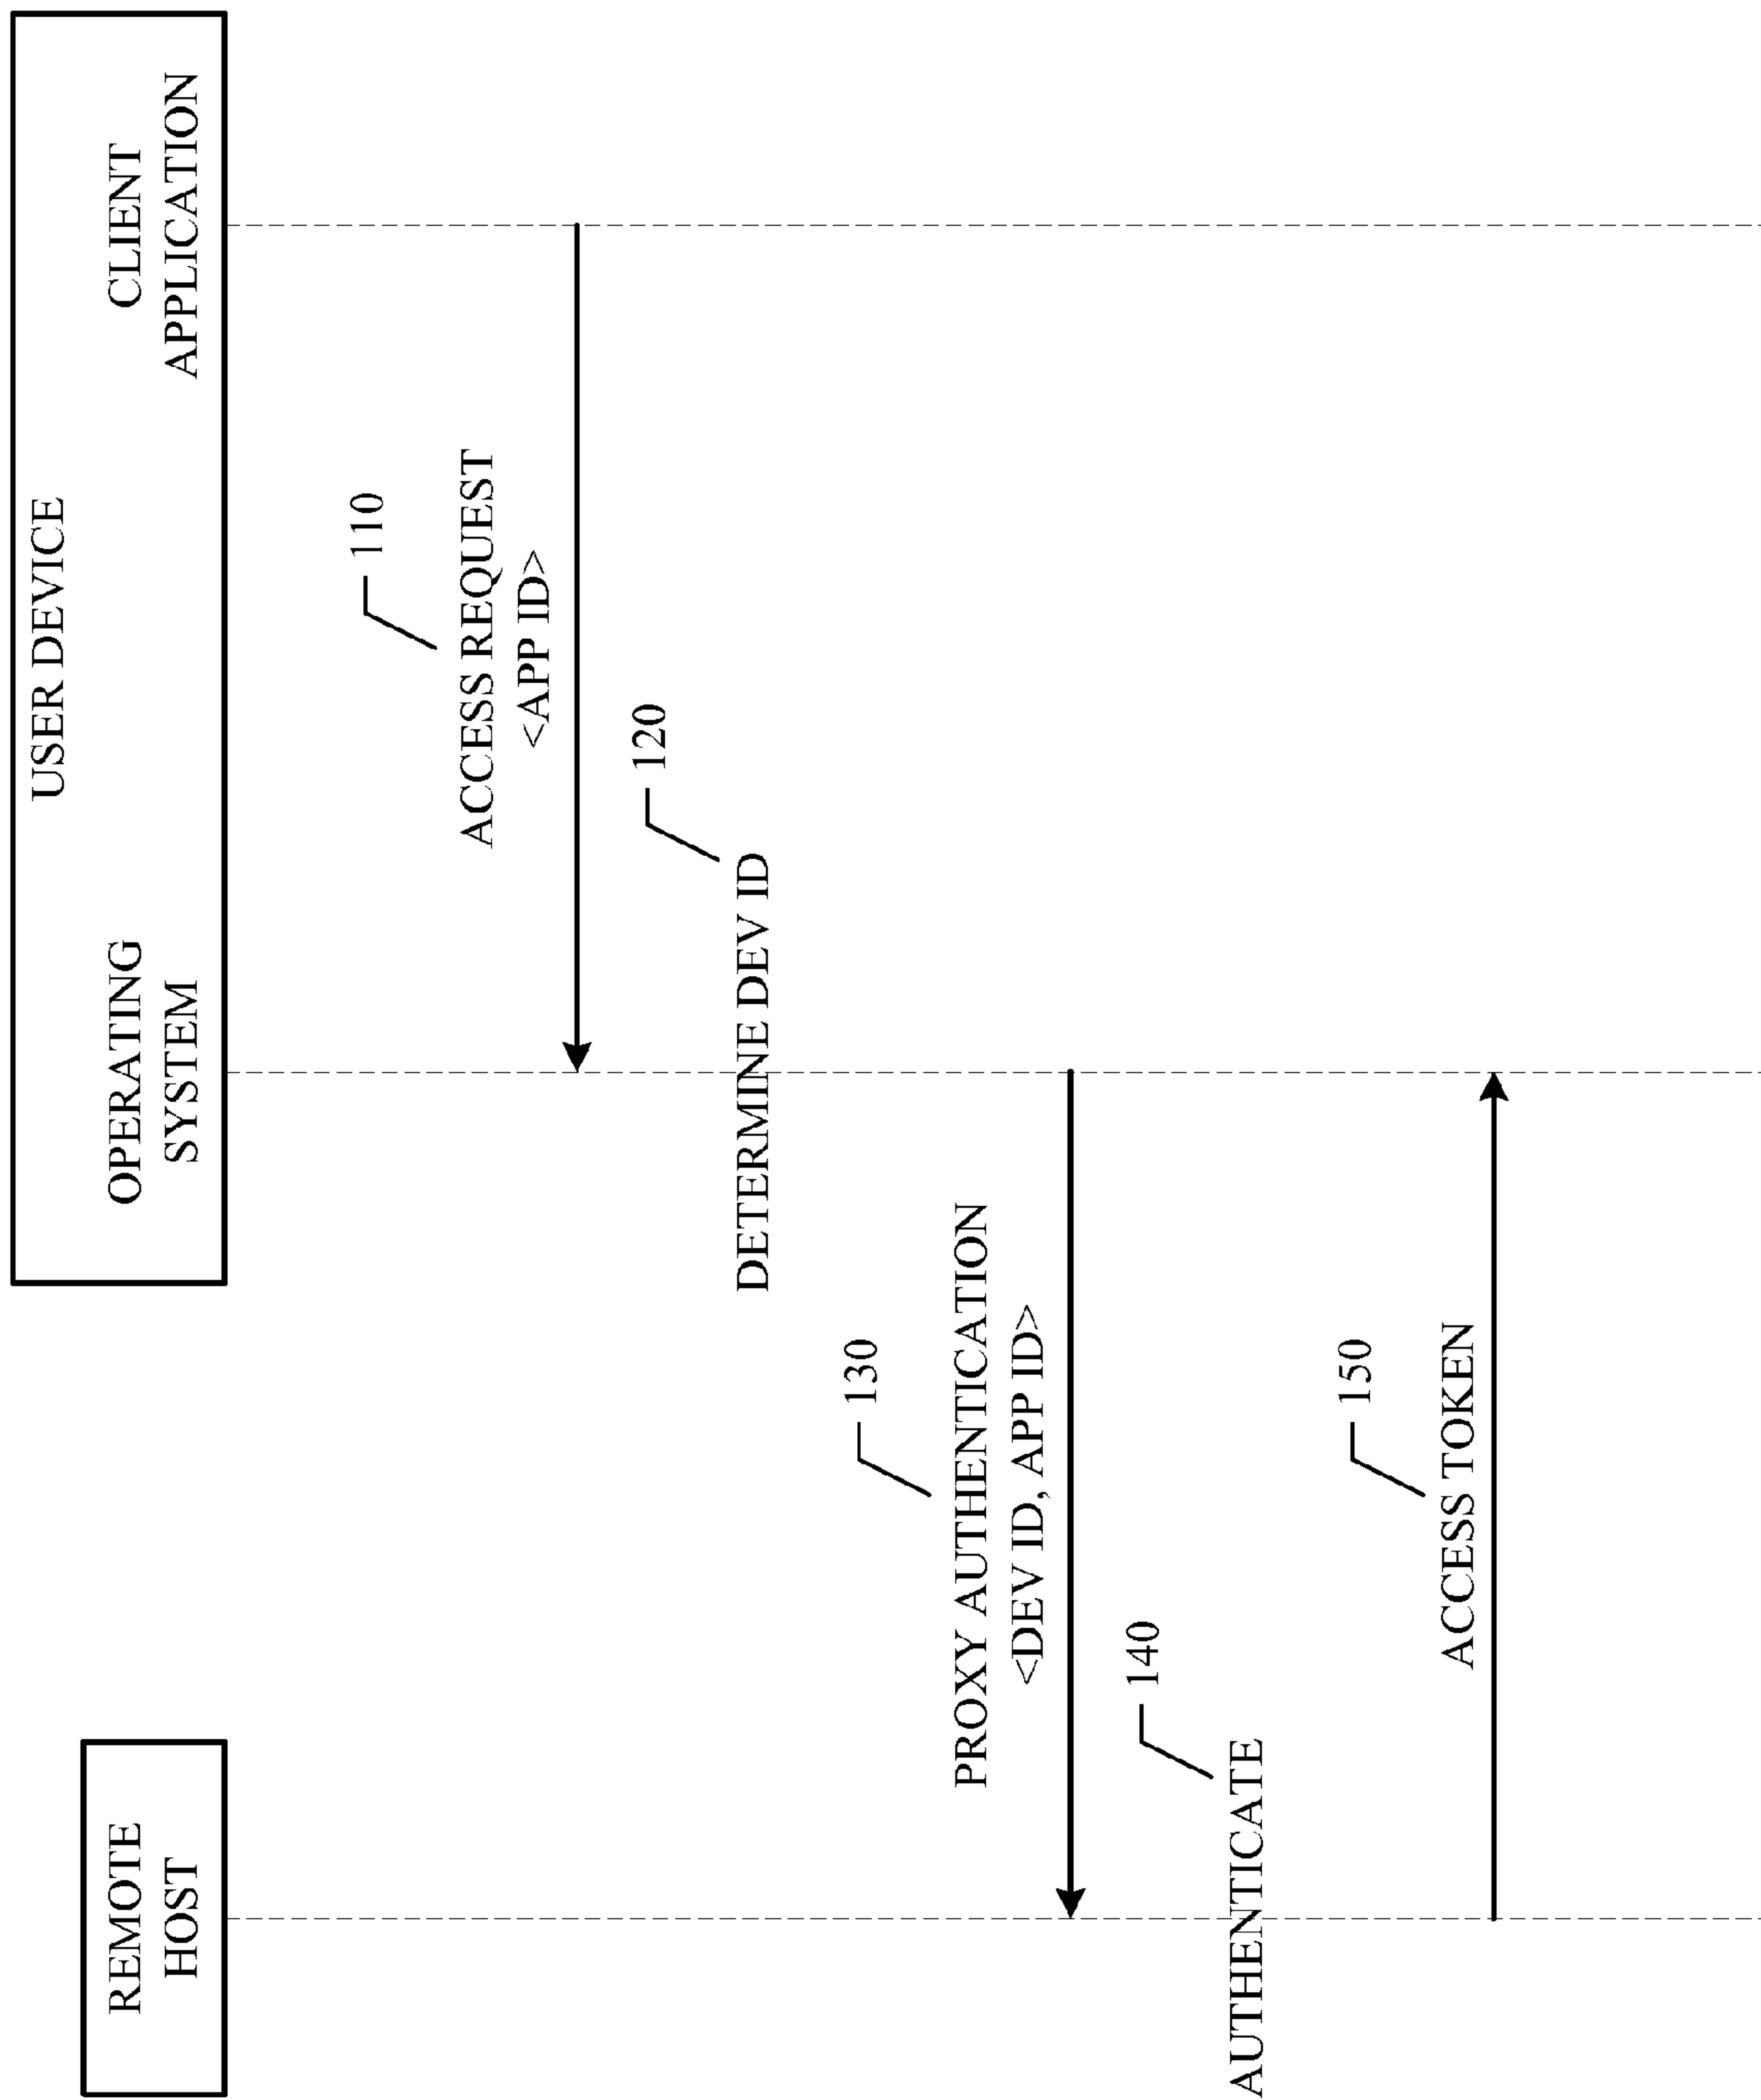 REMOTE
HOST
USER DEVICE
OPERATING
SYSTEM
CLIENT
APPLICATION
110
ACCESS REQUEST
<APP ID>
120
DETERMINE DEV ID
130
PROXY AUTHENTICATION
<DEV ID, APP ID>
140
AUTHENTICATE
150
ACCESS TOKEN